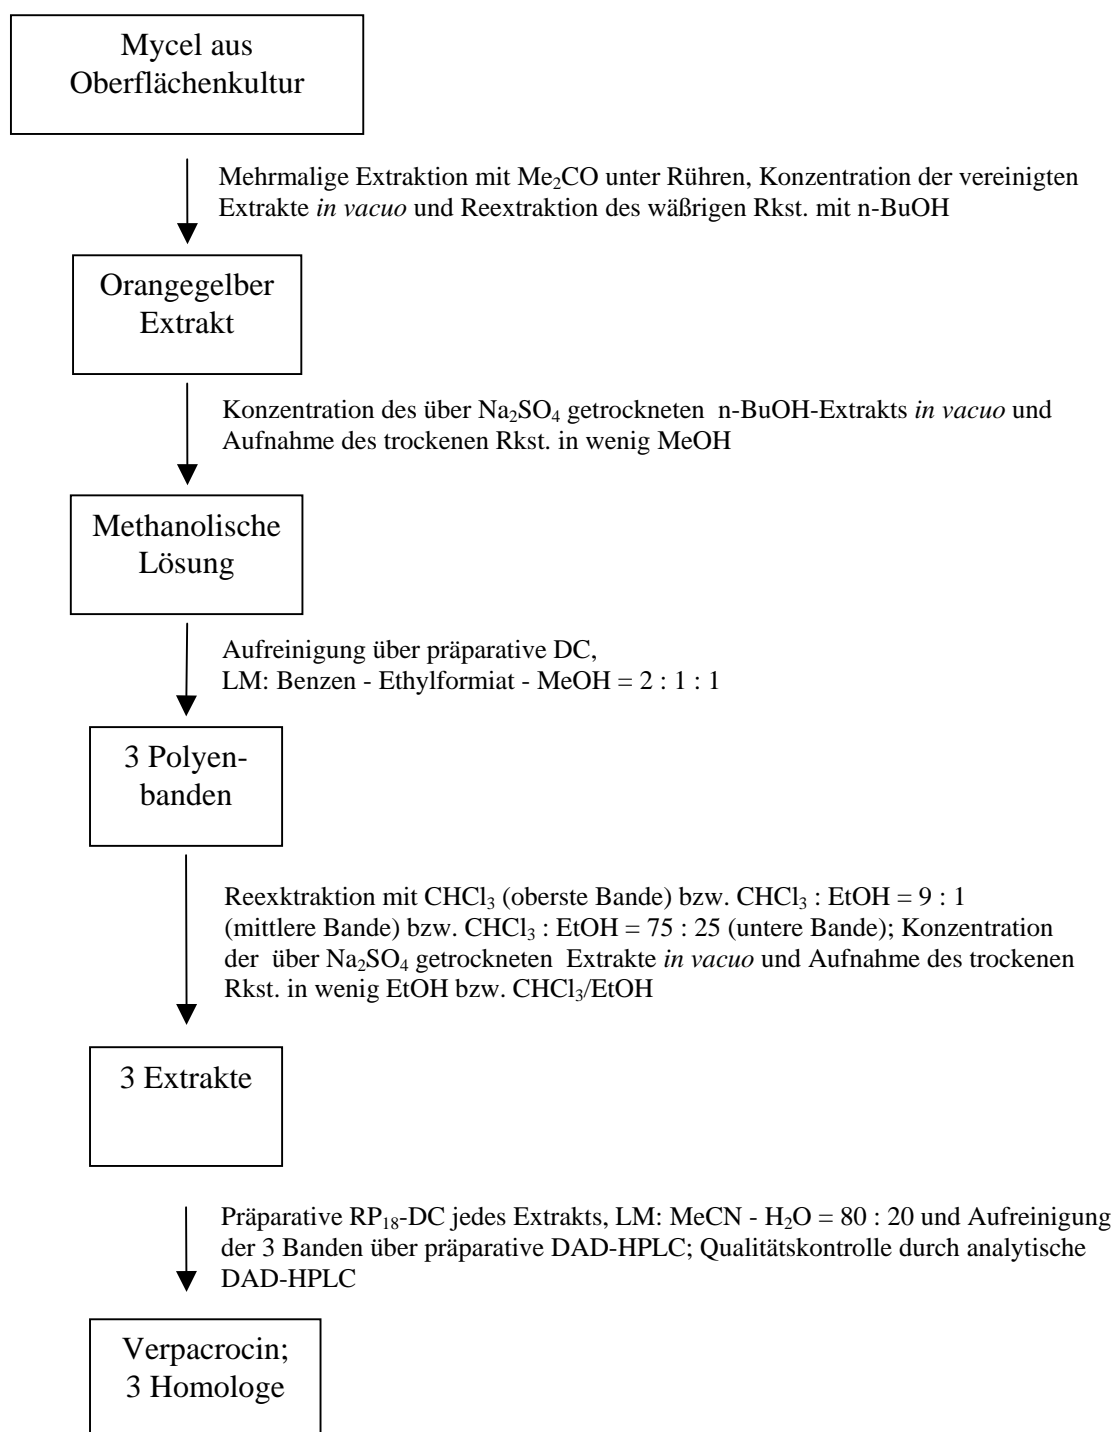 Mycel aus
Oberflächenkultur
Mehrmalige Extraktion mit Me₂CO unter Rühren, Konzentration der vereinigten
Extrakte in vacuo und Reextraktion des wäßrigen Rkst. mit n-BuOH
Orangegelber
Extrakt
Konzentration des über Na₂SO₄ getrockneten n-BuOH-Extrakts in vacuo und
Aufnahme des trockenen Rkst. in wenig MeOH
Methanolische
Lösung
Aufreinigung über präparative DC,
LM: Benzen - Ethylformiat - MeOH = 2 : 1 : 1
3 Polyen-
banden
Reexktraktion mit CHCl₃ (oberste Bande) bzw. CHCl₃ : EtOH = 9 : 1
(mittlere Bande) bzw. CHCl₃ : EtOH = 75 : 25 (untere Bande); Konzentration
der über Na₂SO₄ getrockneten Extrakte in vacuo und Aufnahme des trockenen
Rkst. in wenig EtOH bzw. CHCl₃/EtOH
3 Extrakte
Präparative RP₁₈-DC jedes Extrakts, LM: MeCN - H₂O = 80 : 20 und Aufreinigung
der 3 Banden über präparative DAD-HPLC; Qualitätskontrolle durch analytische
DAD-HPLC
Verpacrocin;
3 Homologe